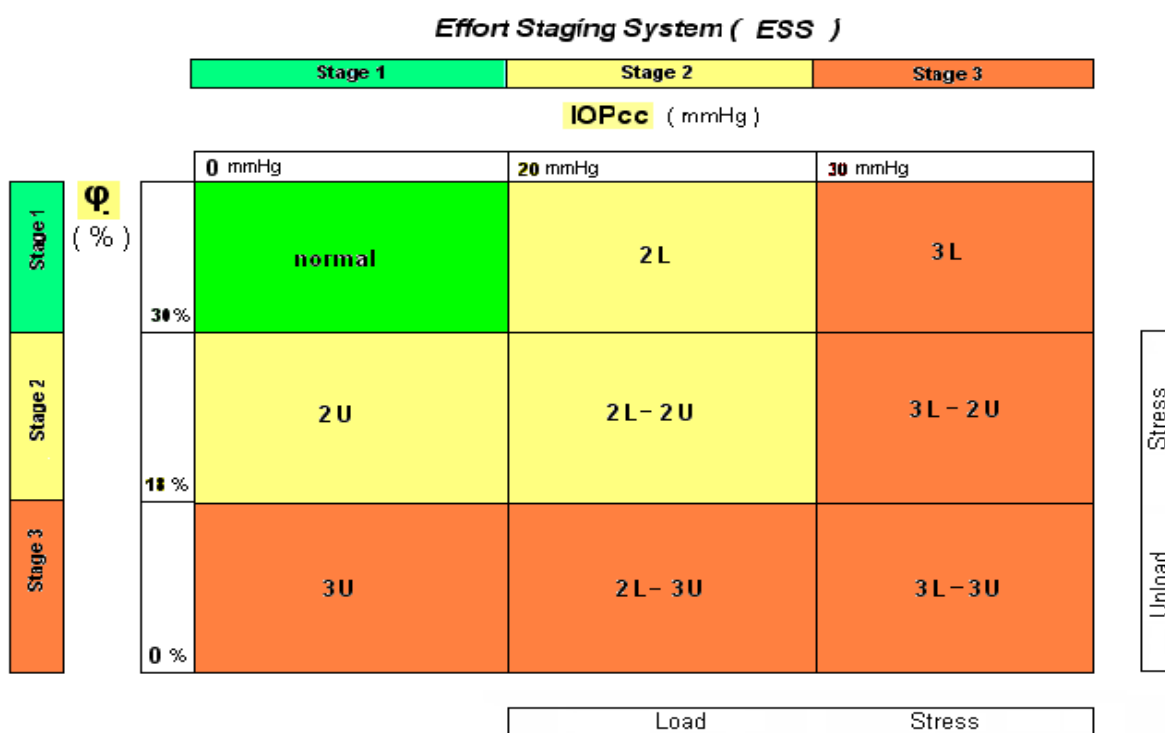 Effort Staging System ( ESS )
Stage 1 Stage 2 Stage 3
IOPcc ( mmHg )
0 mmHg 20 mmHg 30 mmHg
φ
( % )
Stage 1
normal 2 L 3 L
30 %
Stage 2
2 U 2 L – 2 U 3 L – 2 U
18 %
Stage 3
3 U 2 L – 3 U 3 L – 3 U
0 %
Stress
Unload
Load Stress